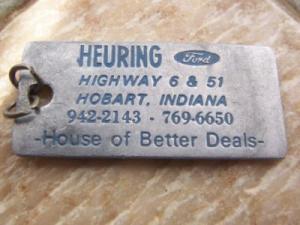 HEURING Ford
HIGHWAY 6 & 51
HOBART, INDIANA
942-2143 - 769-6650
-House of Better Deals-